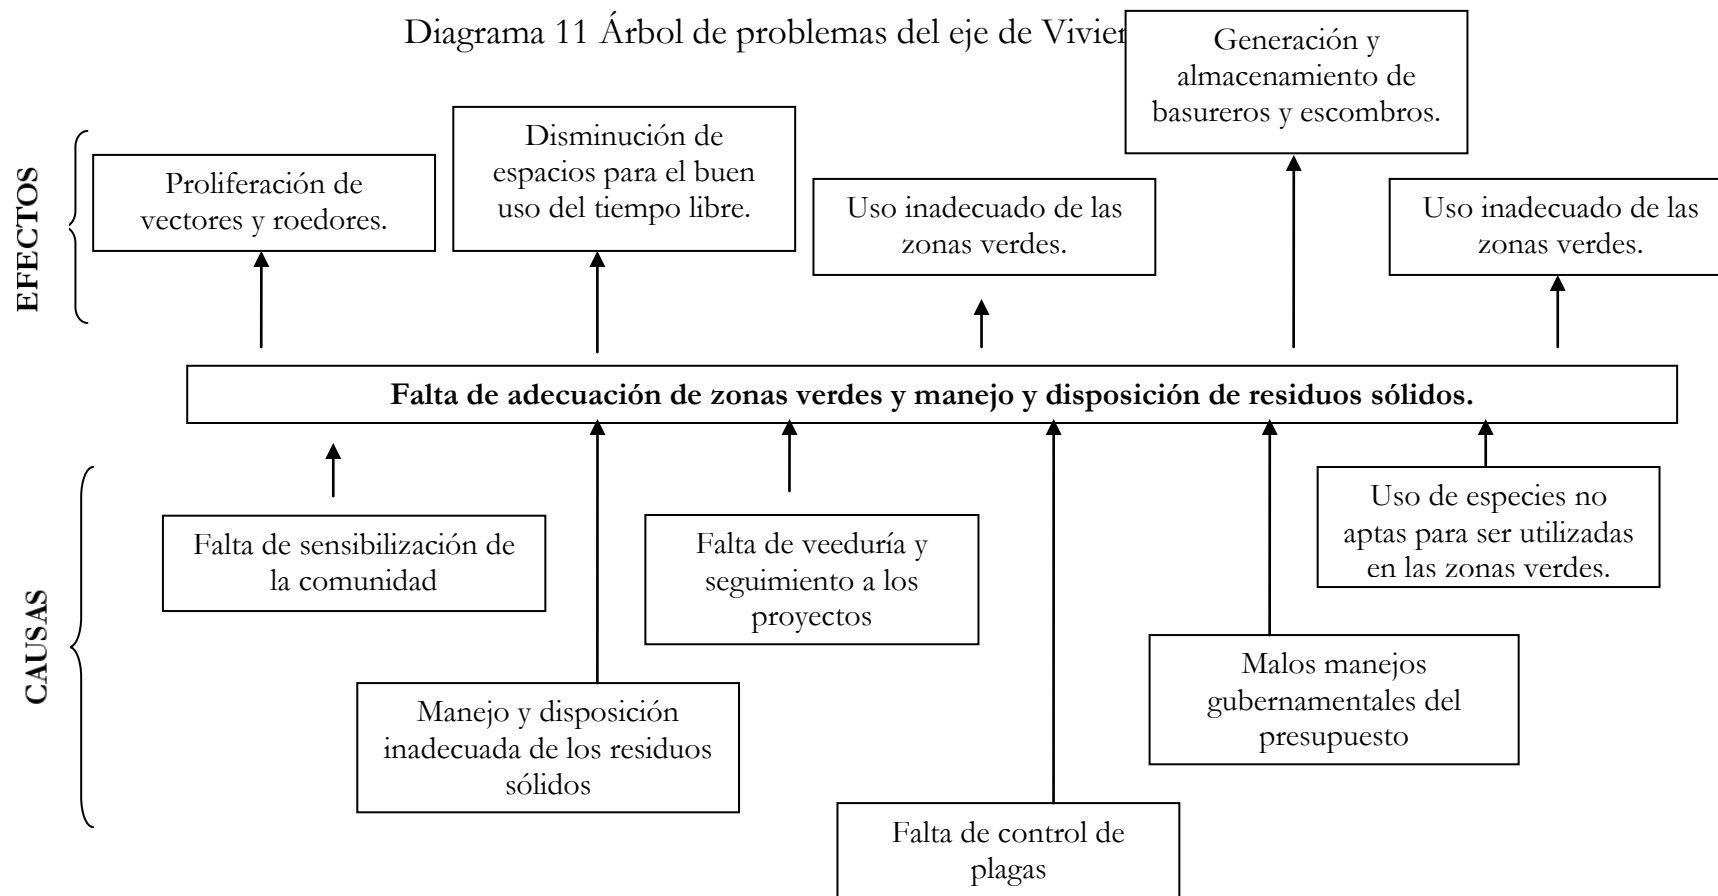 Diagrama 11 Árbol de problemas del eje de
Generación y
almacenamiento de
basureros y escombros.
EFECTOS
Proliferación de
vectores y roedores.
Disminución de
espacios para el buen
uso del tiempo libre.
Uso inadecuado de las
zonas verdes.
Uso inadecuado de las
zonas verdes.
Falta de adecuación de zonas verdes y manejo y disposición de residuos sólidos.
CAUSAS
Falta de sensibilización de
la comunidad
Manejo y disposición
inadecuada de los residuos
sólidos
Falta de veeduría y
seguimiento a los
proyectos
Falta de control de
plagas
Malos manejos
gubernamentales del
presupuesto
Uso de especies no
aptas para ser utilizadas
en las zonas verdes.